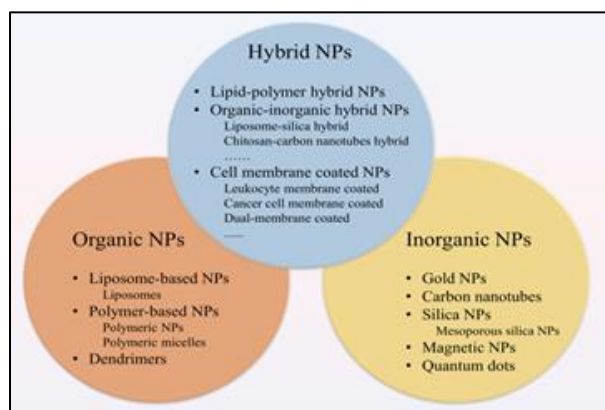 Hybrid NPs
• Lipid-polymer hybrid NPs
• Organic-inorganic hybrid NPs
Liposome-silica hybrid
Chitosan-carbon nanotubes hybrid
......
• Cell membrane coated NPs
Leukocyte membrane coated
Cancer cell membrane coated
Dual-membrane coated
......
Organic NPs
• Liposome-based NPs
Liposomes
• Polymer-based NPs
Polymeric NPs
Polymeric micelles
• Dendrimers
Inorganic NPs
• Gold NPs
• Carbon nanotubes
• Silica NPs
Mesoporous silica NPs
• Magnetic NPs
• Quantum dots